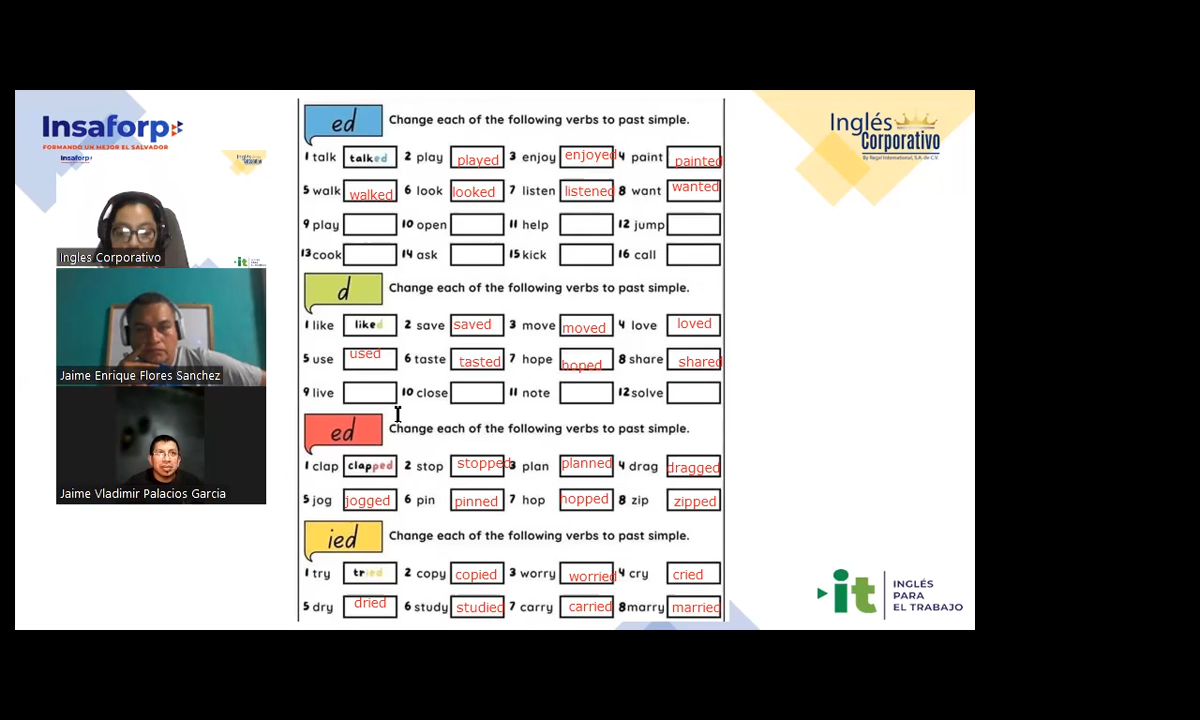 Insaforp
FORMANDO UN MEJOR EL SALVADOR
Insaforp
Inglés
Corporativo
By Regal International, S.A. de C.V.
Ingles Corporativo
Jaime Enrique Flores Sanchez
Jaime Vladimir Palacios Garcia
ed Change each of the following verbs to past simple.
1 talk talked 2 play played 3 enjoy enjoyed 4 paint painted
5 walk walked 6 look looked 7 listen listened 8 want wanted
9 play 10 open 11 help 12 jump
13 cook 14 ask 15 kick 16 call
d Change each of the following verbs to past simple.
1 like liked 2 save saved 3 move moved 4 love loved
5 use used 6 taste tasted 7 hope hoped 8 share shared
9 live 10 close 11 note 12 solve
ed Change each of the following verbs to past simple.
1 clap clapped 2 stop stopped 3 plan planned 4 drag dragged
5 jog jogged 6 pin pinned 7 hop hopped 8 zip zipped
ied Change each of the following verbs to past simple.
1 try tried 2 copy copied 3 worry worried 4 cry cried
5 dry dried 6 study studied 7 carry carried 8 marry married
it INGLÉS
PARA
EL TRABAJO